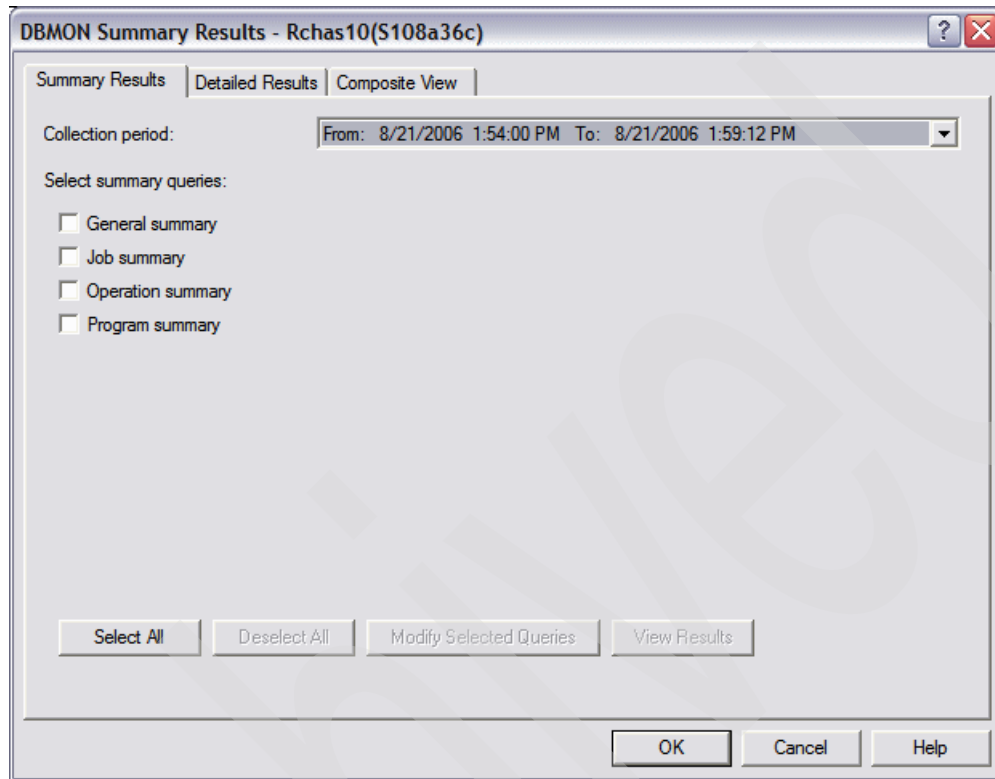 DBMON Summary Results - Rchas10(S108a36c)
Summary Results Detailed Results Composite View
Collection period: From: 8/21/2006 1:54:00 PM To: 8/21/2006 1:59:12 PM
Select summary queries:
General summary
Job summary
Operation summary
Program summary
Select All Deselect All Modify Selected Queries View Results
OK Cancel Help